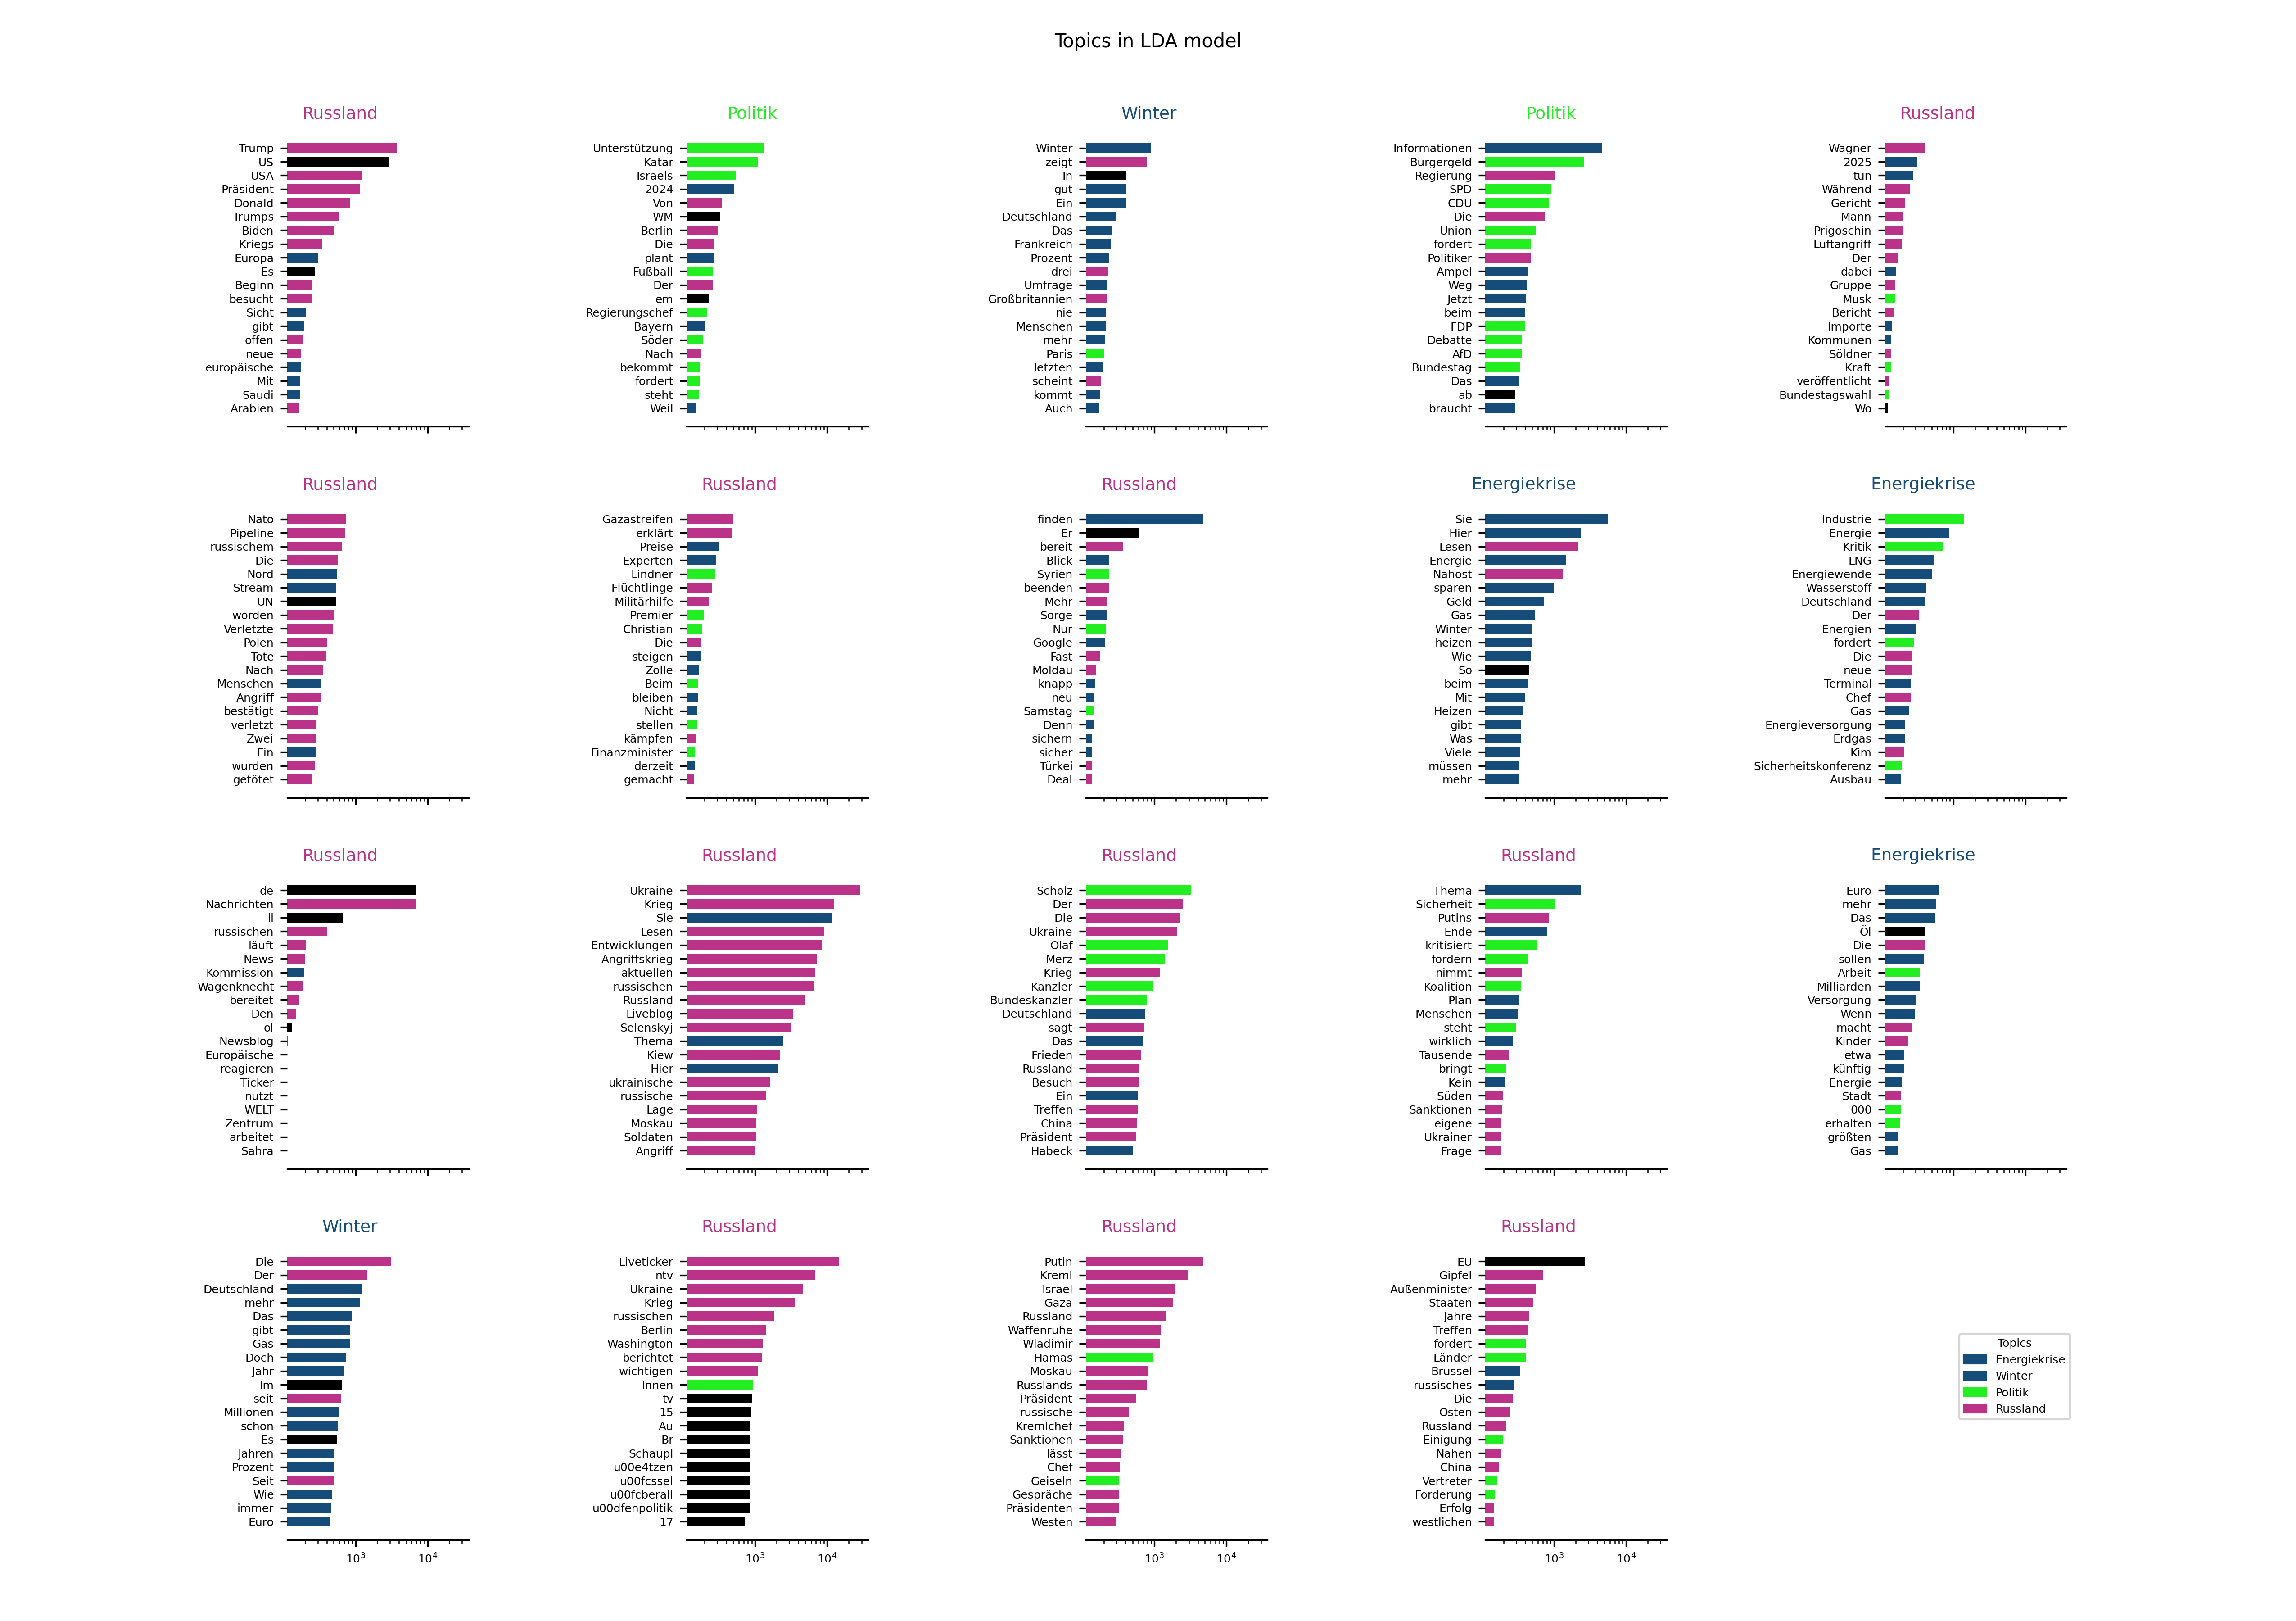 Topics in LDA model
Russland
Trump
US
USA
Präsident
Donald
Trumps
Biden
Kriegs
Europa
Es
Beginn
besucht
Sicht
gibt
offen
neue
europäische
Mit
Saudi
Arabien
Politik
Unterstützung
Katar
Israels
2024
Von
WM
Berlin
Die
plant
Fußball
Der
em
Regierungschef
Bayern
Söder
Nach
bekommt
fordert
steht
Weil
Winter
Winter
zeigt
In
gut
Ein
Deutschland
Das
Frankreich
Prozent
drei
Umfrage
Großbritannien
nie
Menschen
mehr
Paris
letzten
scheint
kommt
Auch
Politik
Informationen
Bürgergeld
Regierung
SPD
CDU
Die
Union
fordert
Politiker
Ampel
Weg
Jetzt
beim
FDP
Debatte
AfD
Bundestag
Das
ab
braucht
Russland
Wagner
2025
tun
Während
Gericht
Mann
Prigoschin
Luftangriff
Der
dabei
Gruppe
Musk
Bericht
Importe
Kommunen
Söldner
Kraft
veröffentlicht
Bundestagswahl
Wo
Russland
Nato
Pipeline
russischem
Die
Nord
Stream
UN
worden
Verletzte
Polen
Tote
Nach
Menschen
Angriff
bestätigt
verletzt
Zwei
Ein
wurden
getötet
Russland
Gazastreifen
erklärt
Preise
Experten
Lindner
Flüchtlinge
Militärhilfe
Premier
Christian
Die
steigen
Zölle
Beim
bleiben
Nicht
stellen
kämpfen
Finanzminister
derzeit
gemacht
Russland
finden
Er
bereit
Blick
Syrien
beenden
Mehr
Sorge
Nur
Google
Fast
Moldau
knapp
neu
Samstag
Denn
sichern
sicher
Türkei
Deal
Energiekrise
Sie
Hier
Lesen
Energie
Nahost
sparen
Geld
Gas
Winter
heizen
Wie
So
beim
Mit
Heizen
gibt
Was
Viele
müssen
mehr
Energiekrise
Industrie
Energie
Kritik
LNG
Energiewende
Wasserstoff
Deutschland
Der
Energien
fordert
Die
neue
Terminal
Chef
Gas
Energieversorgung
Erdgas
Kim
Sicherheitskonferenz
Ausbau
Russland
de
Nachrichten
li
russischen
läuft
News
Kommission
Wagenknecht
bereitet
Den
ol
Newsblog
Europäische
reagieren
Ticker
nutzt
WELT
Zentrum
arbeitet
Sahra
Russland
Ukraine
Krieg
Sie
Lesen
Entwicklungen
Angriffskrieg
aktuellen
russischen
Russland
Liveblog
Selenskyj
Thema
Kiew
Hier
ukrainische
russische
Lage
Moskau
Soldaten
Angriff
Russland
Scholz
Der
Die
Ukraine
Olaf
Merz
Krieg
Kanzler
Bundeskanzler
Deutschland
sagt
Das
Frieden
Russland
Besuch
Ein
Treffen
China
Präsident
Habeck
Russland
Thema
Sicherheit
Putins
Ende
kritisiert
fordern
nimmt
Koalition
Plan
Menschen
steht
wirklich
Tausende
bringt
Kein
Süden
Sanktionen
eigene
Ukrainer
Frage
Energiekrise
Euro
mehr
Das
Öl
Die
sollen
Arbeit
Milliarden
Versorgung
Wenn
macht
Kinder
etwa
künftig
Energie
Stadt
000
erhalten
größten
Gas
Winter
Die
Der
Deutschland
mehr
Das
gibt
Gas
Doch
Jahr
Im
seit
Millionen
schon
Es
Jahren
Prozent
Seit
Wie
immer
Euro
10³ 10⁴
Russland
Liveticker
ntv
Ukraine
Krieg
russischen
Berlin
Washington
berichtet
wichtigen
Innen
tv
15
Au
Br
Schaupl
u00e4tzen
u00fcssel
u00fcberall
u00dfenpolitik
17
10³ 10⁴
Russland
Putin
Kreml
Israel
Gaza
Russland
Waffenruhe
Wladimir
Hamas
Moskau
Russlands
Präsident
russische
Kremlchef
Sanktionen
lässt
Chef
Geiseln
Gespräche
Präsidenten
Westen
10³ 10⁴
Russland
EU
Gipfel
Außenminister
Staaten
Jahre
Treffen
fordert
Länder
Brüssel
russisches
Die
Osten
Russland
Einigung
Nahen
China
Vertreter
Forderung
Erfolg
westlichen
10³ 10⁴
Topics
Energiekrise
Winter
Politik
Russland